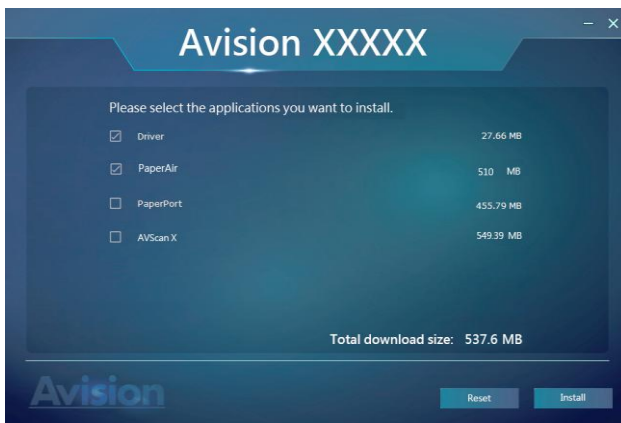 Avision XXXXX
Please select the applications you want to install.
Driver 27.66 MB
PaperAir 510 MB
PaperPort 455.79 MB
AVScan X 549.39 MB
Total download size: 537.6 MB
Avision
Reset Install